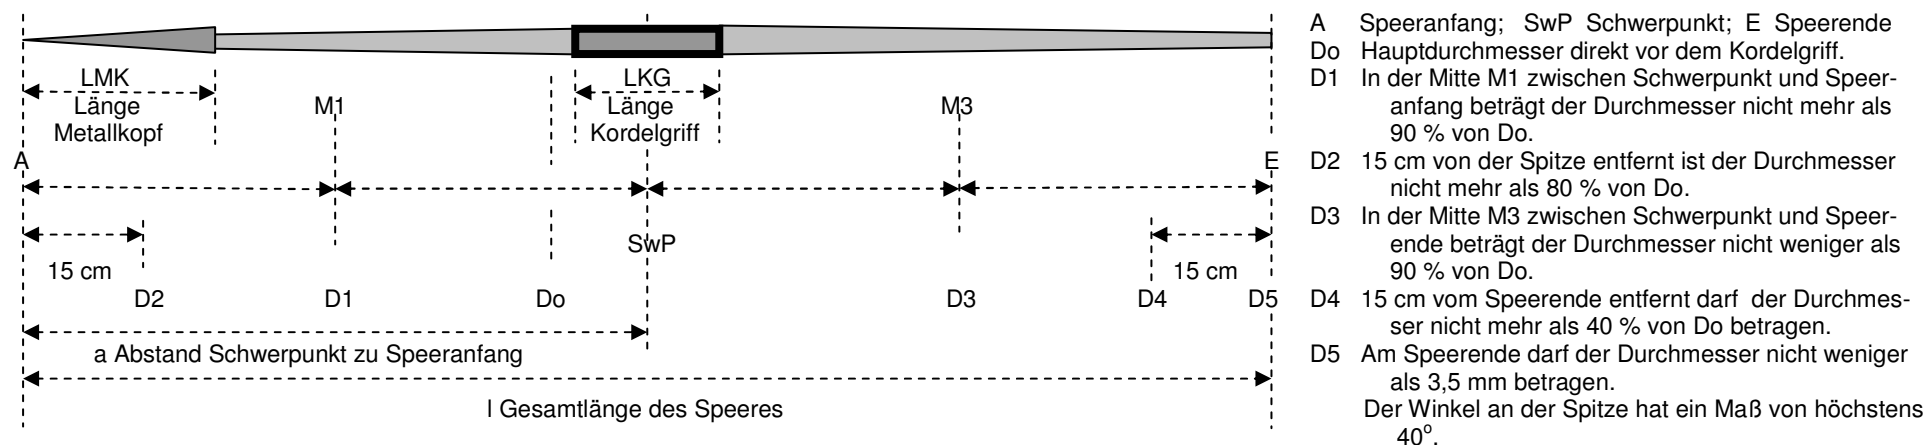 LMK
Länge
Metallkopf
LKG
Länge
Kordelgriff
M1
M3
A
E
SwP
15 cm
15 cm
D2
D1
Do
D3
D4
D5
a Abstand Schwerpunkt zu Speeranfang
l Gesamtlänge des Speeres
A Speeranfang; SwP Schwerpunkt; E Speerende
Do Hauptdurchmesser direkt vor dem Kordelgriff.
D1 In der Mitte M1 zwischen Schwerpunkt und Speer-
anfang beträgt der Durchmesser nicht mehr als
90 % von Do.
D2 15 cm von der Spitze entfernt ist der Durchmesser
nicht mehr als 80 % von Do.
D3 In der Mitte M3 zwischen Schwerpunkt und Speer-
ende beträgt der Durchmesser nicht weniger als
90 % von Do.
D4 15 cm vom Speerende entfernt darf der Durchmes-
ser nicht mehr als 40 % von Do betragen.
D5 Am Speerende darf der Durchmesser nicht weniger
als 3,5 mm betragen.
Der Winkel an der Spitze hat ein Maß von höchstens
40°.